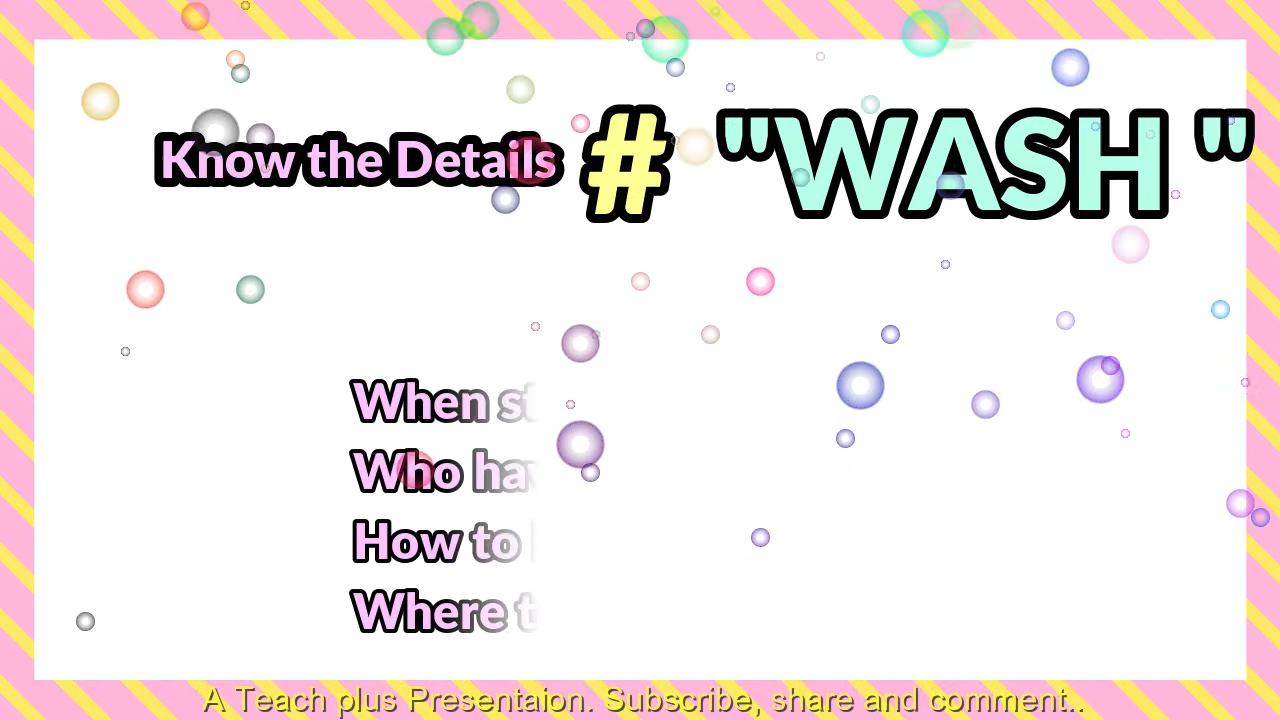 Know the Details # "WASH "
When
Who
How to
Where
A Teach plus Presentaion. Subscribe, share and comment..